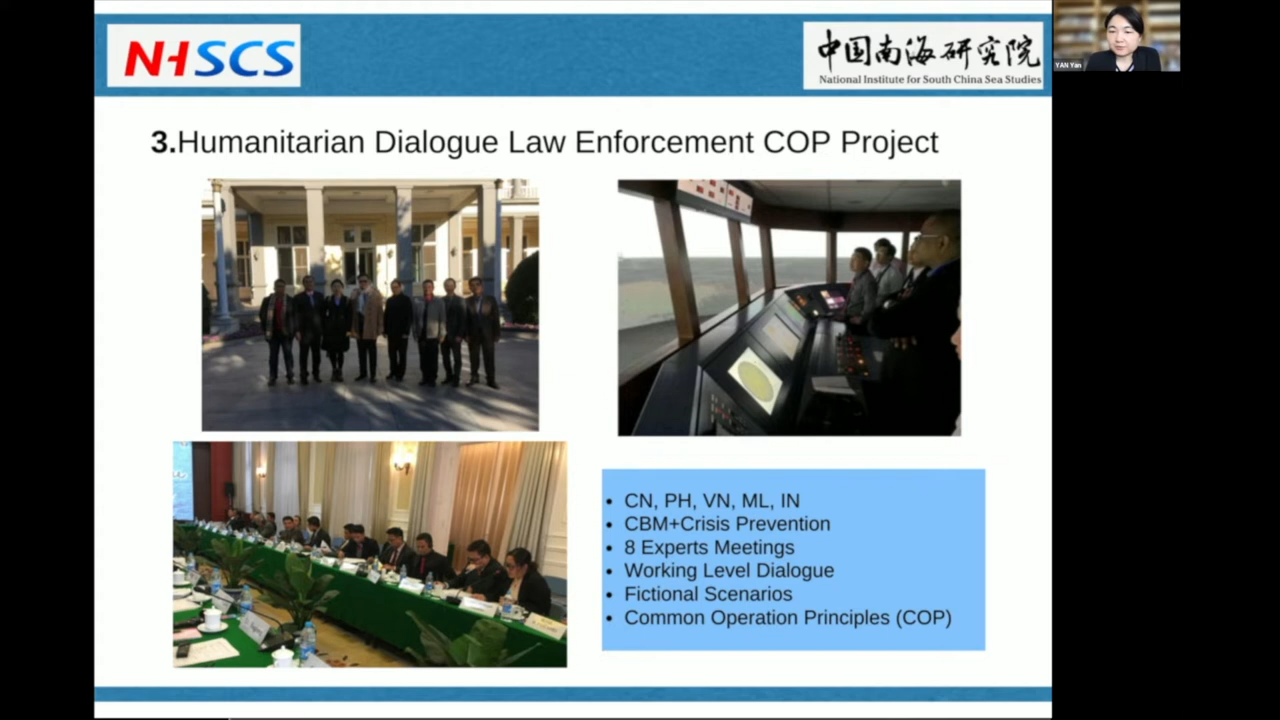 NHSCS
中国南海研究院
National Institute for South China Sea Studies
YAN Yan
3.Humanitarian Dialogue Law Enforcement COP Project
• CN, PH, VN, ML, IN
• CBM+Crisis Prevention
• 8 Experts Meetings
• Working Level Dialogue
• Fictional Scenarios
• Common Operation Principles (COP)